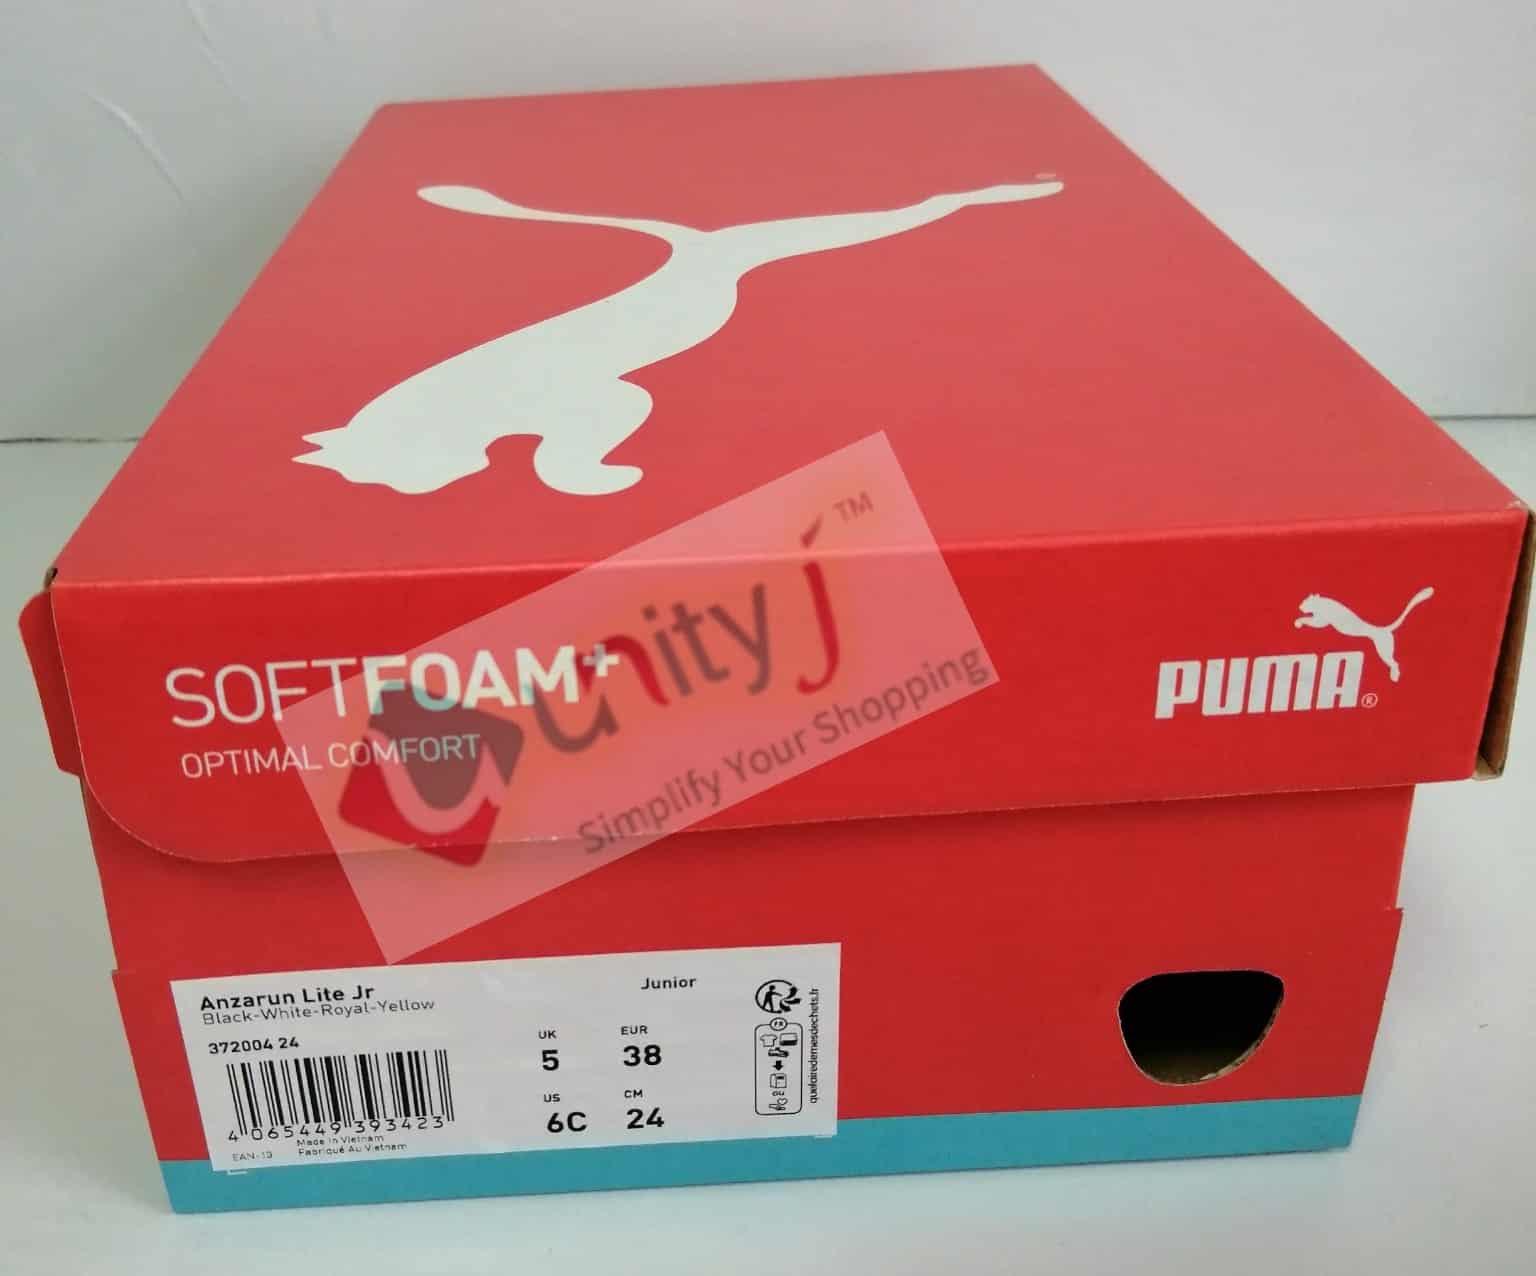 SOFTFOAM+
OPTIMAL COMFORT
PUMA®
unityj™
Simplify Your Shopping
Anzarun Lite Jr
Black-White-Royal-Yellow
Junior
372004 24
UK
5
EUR
38
US
6C
CM
24
4 065449 393423
EAN-13
Made in Vietnam
Fabriqué Au Vietnam
FR
quefairedemesdechets.fr